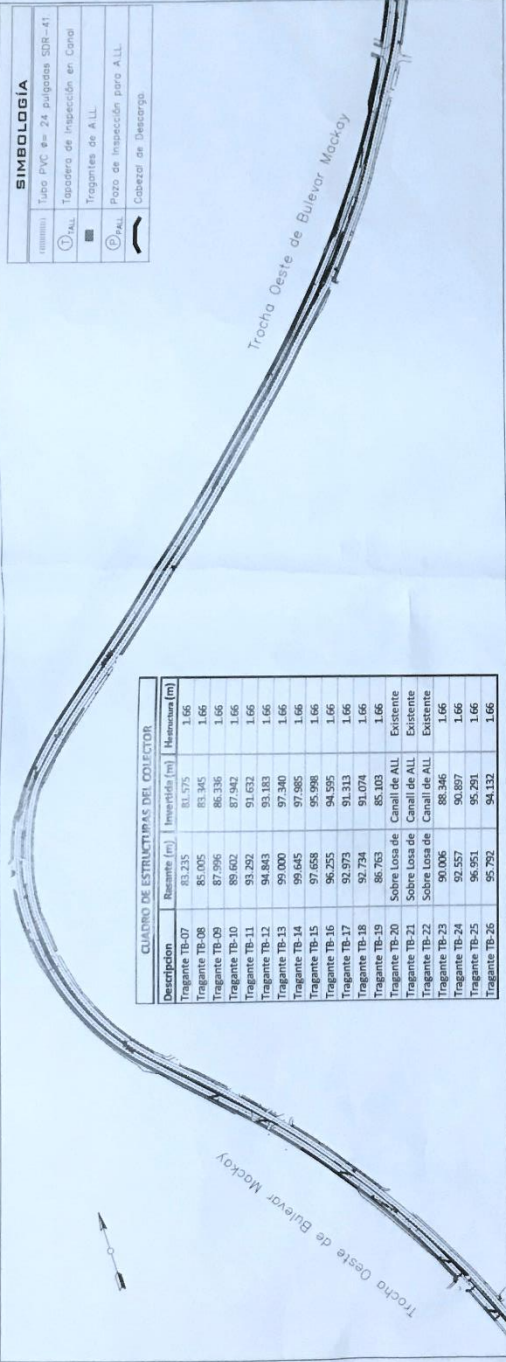 SIMBOLOGÍA
Tubo PVC Ø= 24 pulgadas SDR-41
T TALL Tapadera de Inspección en Canal
Tragantes de A.LL.
P PALL Pozo de Inspección para A.LL.
Cabezal de Descarga
Trocha Oeste de Bulevar Mackay
CUADRO DE ESTRUCTURAS DEL COLECTOR
Descripcion Rasante (m) Invertida (m) Hestructura (m)
Tragante TB-07 83.235 81.575 1.66
Tragante TB-08 85.005 83.345 1.66
Tragante TB-09 87.996 86.336 1.66
Tragante TB-10 89.602 87.942 1.66
Tragante TB-11 93.292 91.632 1.66
Tragante TB-12 94.843 93.183 1.66
Tragante TB-13 99.000 97.340 1.66
Tragante TB-14 99.645 97.985 1.66
Tragante TB-15 97.658 95.998 1.66
Tragante TB-16 96.255 94.595 1.66
Tragante TB-17 92.973 91.313 1.66
Tragante TB-18 92.734 91.074 1.66
Tragante TB-19 86.763 85.103 1.66
Tragante TB-20 Sobre Losa de Canall de ALL Existente
Tragante TB-21 Sobre Losa de Canall de ALL Existente
Tragante TB-22 Sobre Losa de Canall de ALL Existente
Tragante TB-23 90.006 88.346 1.66
Tragante TB-24 92.557 90.897 1.66
Tragante TB-25 96.951 95.291 1.66
Tragante TB-26 95.792 94.132 1.66
Trocha Oeste de Bulevar Mackay